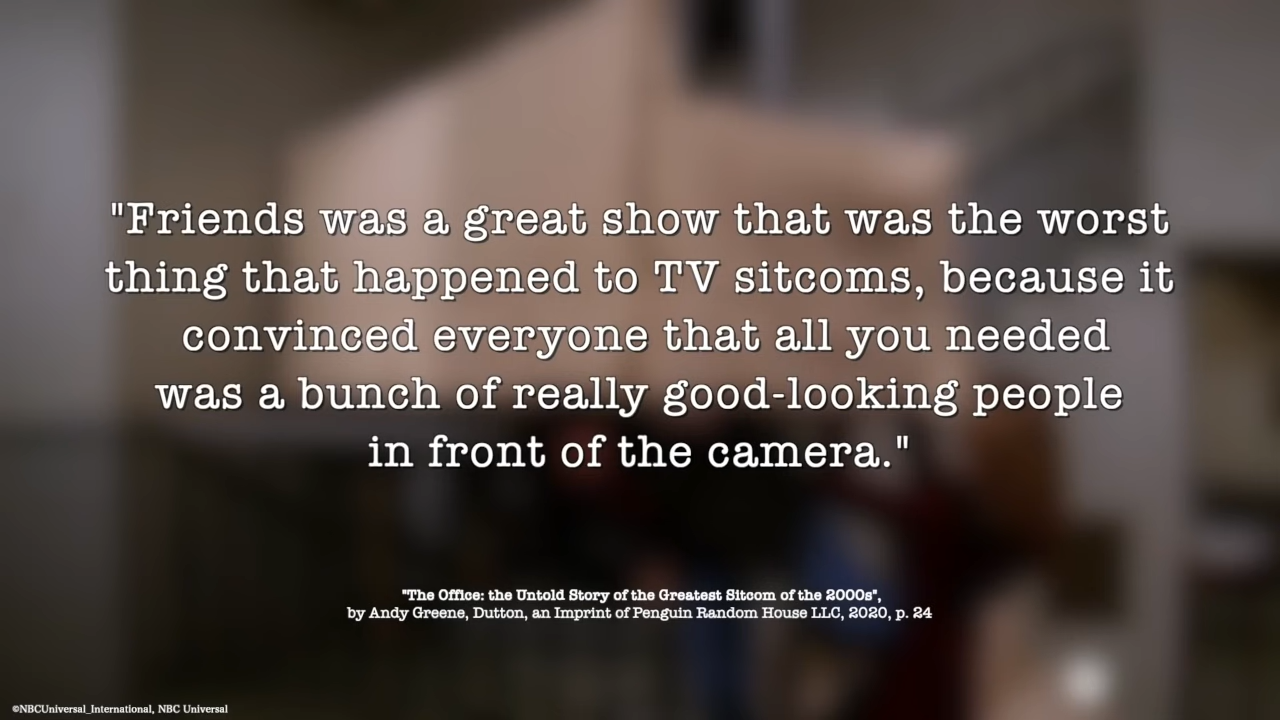 "Friends was a great show that was the worst
thing that happened to TV sitcoms, because it
convinced everyone that all you needed
was a bunch of really good-looking people
in front of the camera."
"The Office: the Untold Story of the Greatest Sitcom of the 2000s",
by Andy Greene, Dutton, an Imprint of Penguin Random House LLC, 2020, p. 24
©NBCUniversal_International, NBC Universal